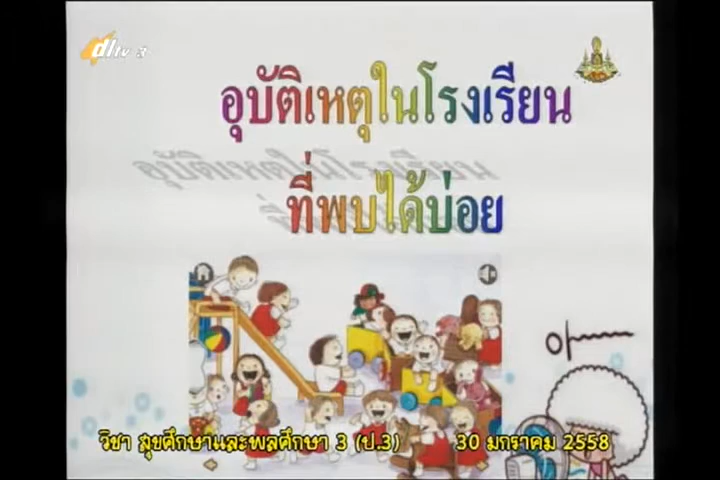 dltv 3
อุบัติเหตุในโรงเรียน
ที่พบได้บ่อย
วิชา สุขศึกษาและพลศึกษา 3 (ป.3) 30 มกราคม 2558